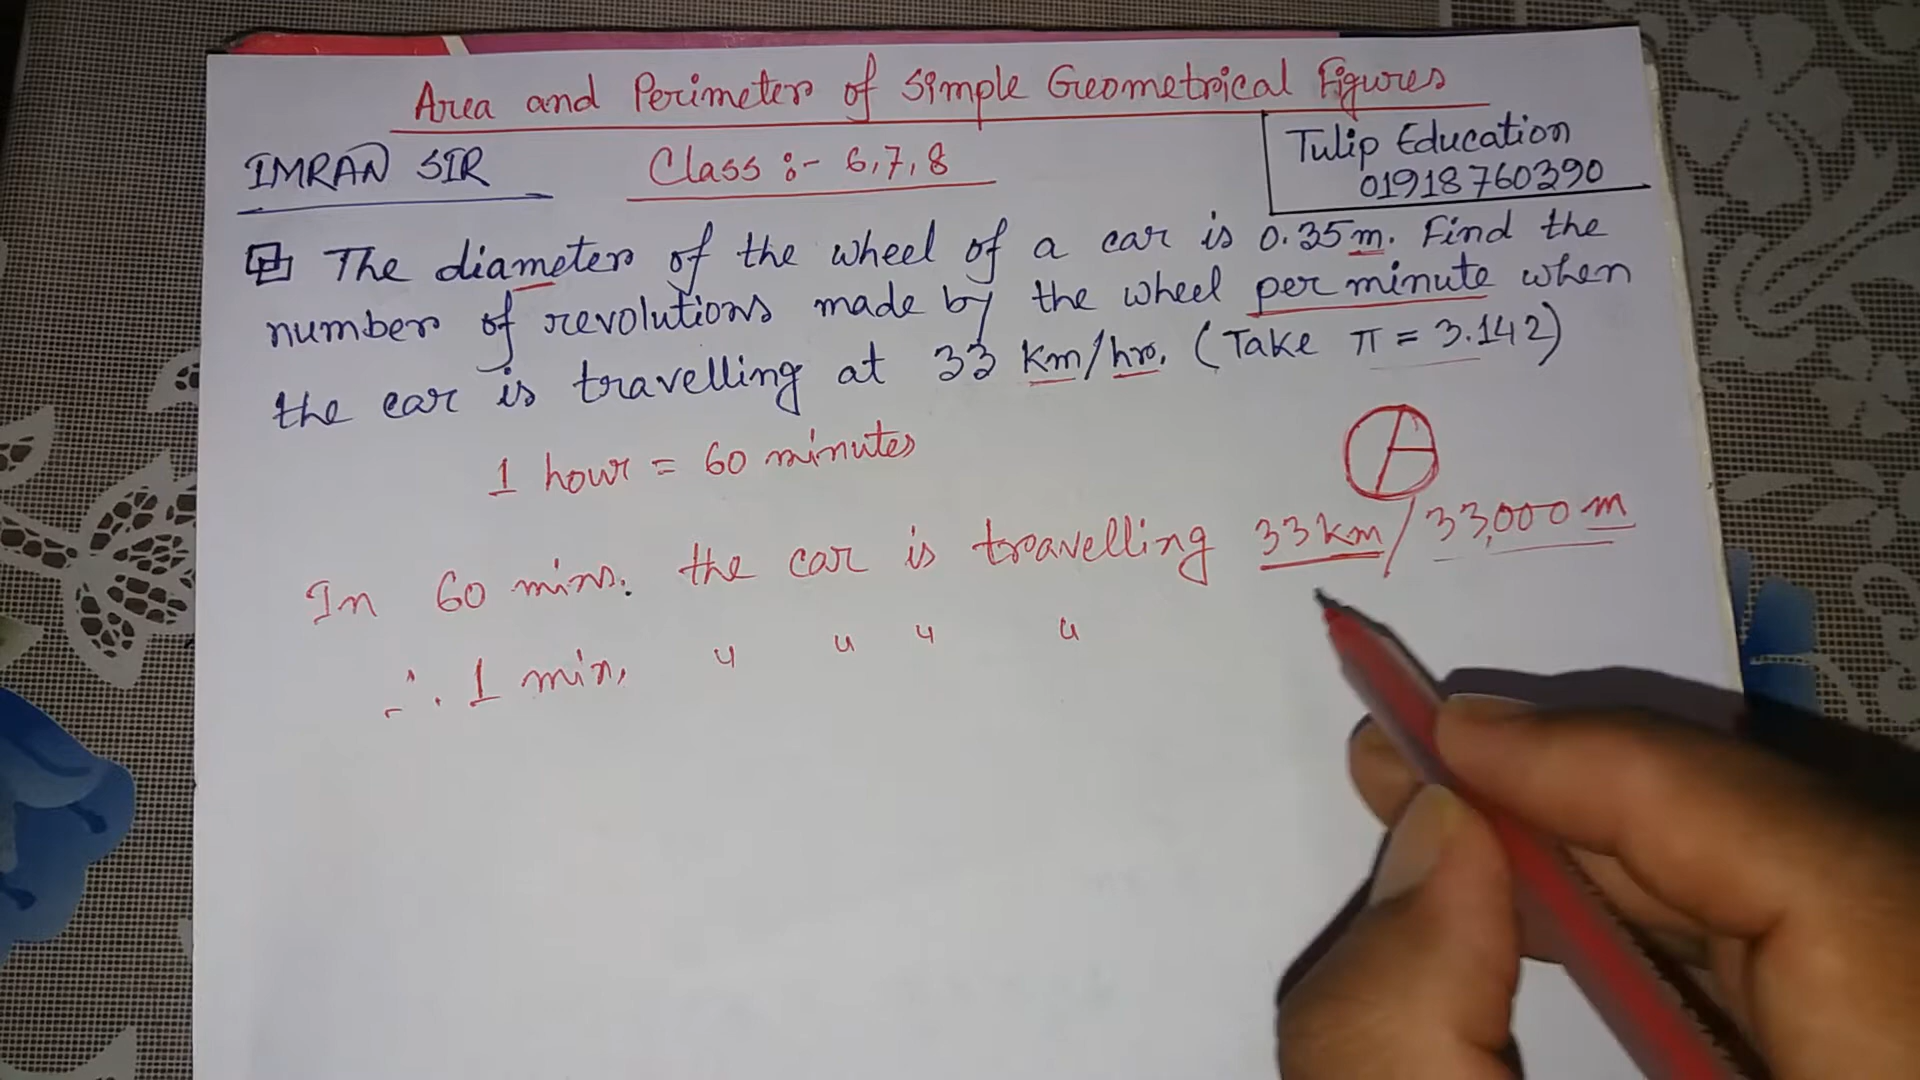 Area and Perimeter of Simple Geometrical Figures
IMRAN SIR
Class :- 6,7,8
Tulip Education
01918760390
The diameter of the wheel of a car is 0.35m. Find the
number of revolutions made by the wheel per minute when
the car is travelling at 33 km/hr. (Take π = 3.142)
1 hour = 60 minutes
In 60 mins. the car is travelling 33km/33,000 m
∴ 1 min, " " " "